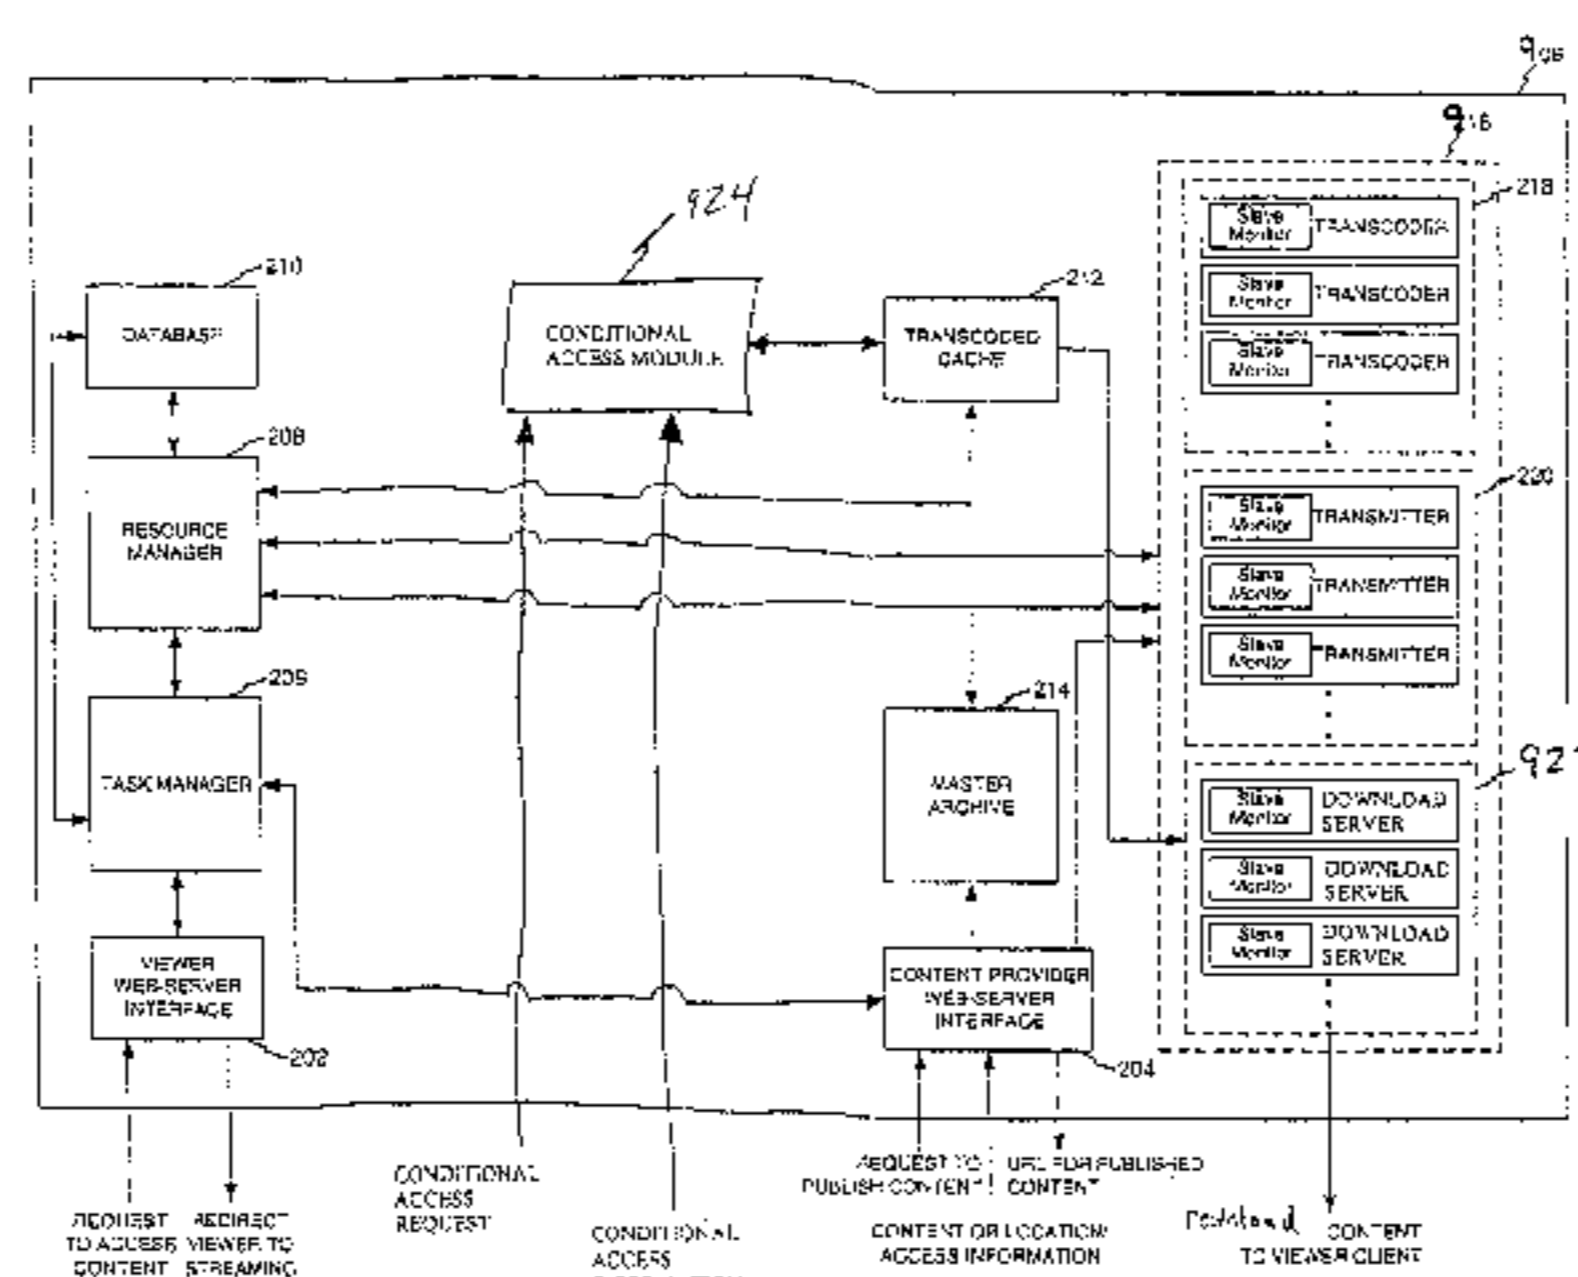 906
916
218
Slave
Monitor
TRANSCODER
Slave
Monitor
TRANSCODER
Slave
Monitor
TRANSCODER
924
210
DATABASE
CONDITIONAL
ACCESS MODULE
212
TRANSCODED
CACHE
208
RESOURCE
MANAGER
220
Slave
Monitor
TRANSMITTER
Slave
Monitor
TRANSMITTER
Slave
Monitor
TRANSMITTER
209
TASK MANAGER
214
MASTER
ARCHIVE
Slave
Monitor
DOWNLOAD
SERVER
Slave
Monitor
DOWNLOAD
SERVER
Slave
Monitor
DOWNLOAD
SERVER
VIEWER
WEB-SERVER
INTERFACE
202
CONTENT PROVIDER
WEB-SERVER
INTERFACE
204
REQUEST
TO ACCESS
CONTENT
REDIRECT
VIEWER TO
STREAMING
CONDITIONAL
ACCESS
REQUEST
CONDITIONAL
ACCESS
REQUEST TO
PUBLISH CONTENT
URL FOR PUBLISHED
CONTENT
CONTENT OR LOCATION/
ACCESS INFORMATION
CONTENT
TO VIEWER CLIENT